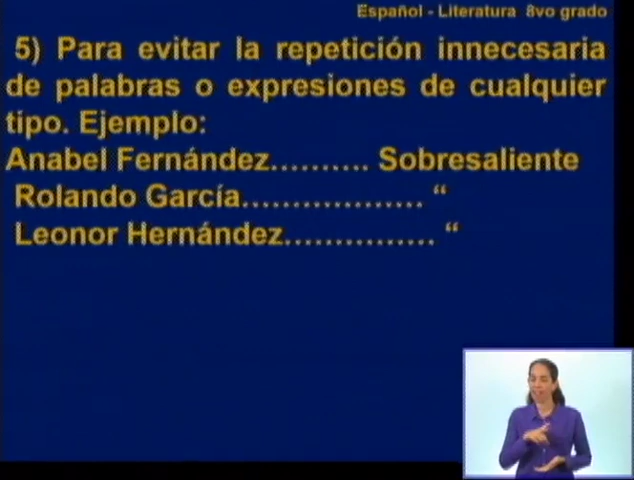 Español - Literatura 8vo grado
5) Para evitar la repetición innecesaria
de palabras o expresiones de cualquier
tipo. Ejemplo:
Anabel Fernández.......... Sobresaliente
Rolando García.................. “
Leonor Hernández............... “